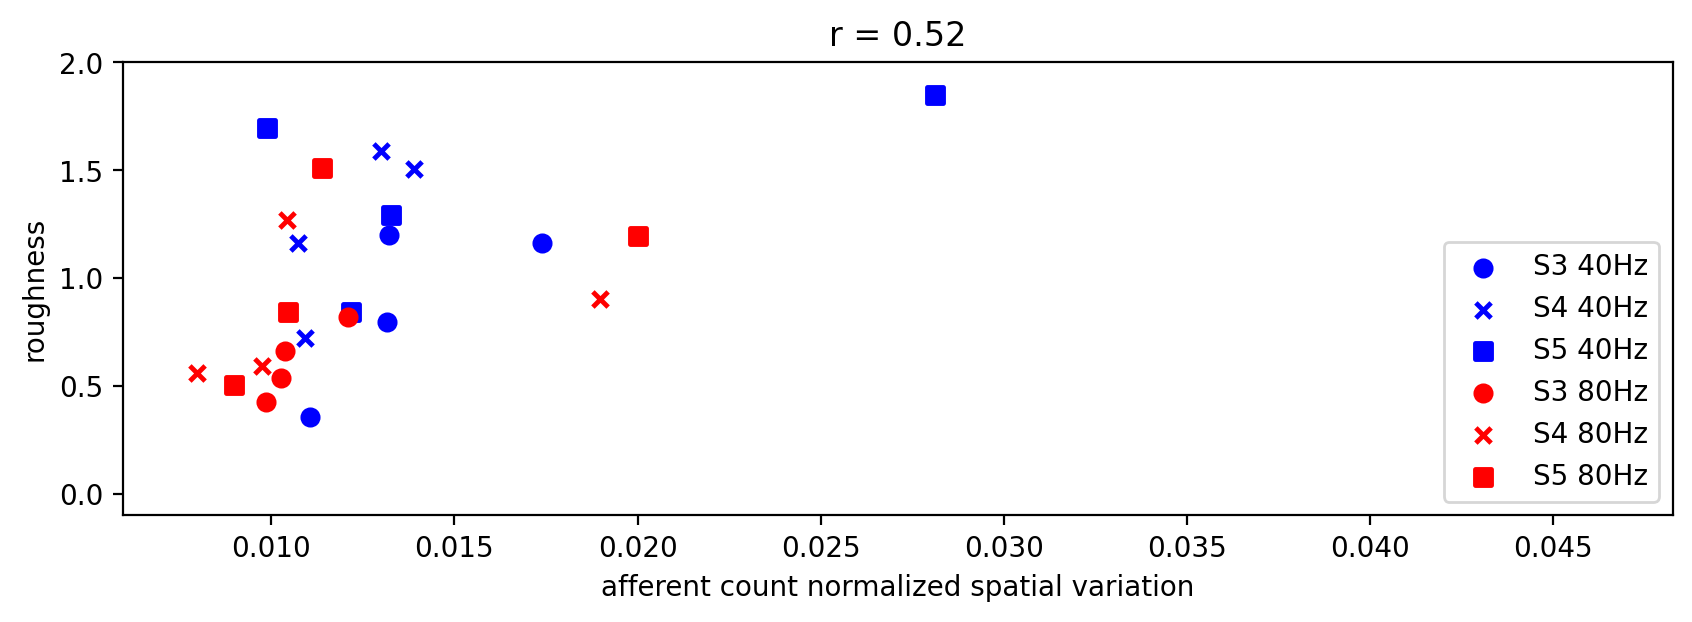 r = 0.52
2.0
1.5
1.0
0.5
0.0
roughness
S3 40Hz
S4 40Hz
S5 40Hz
S3 80Hz
S4 80Hz
S5 80Hz
0.010 0.015 0.020 0.025 0.030 0.035 0.040 0.045
afferent count normalized spatial variation